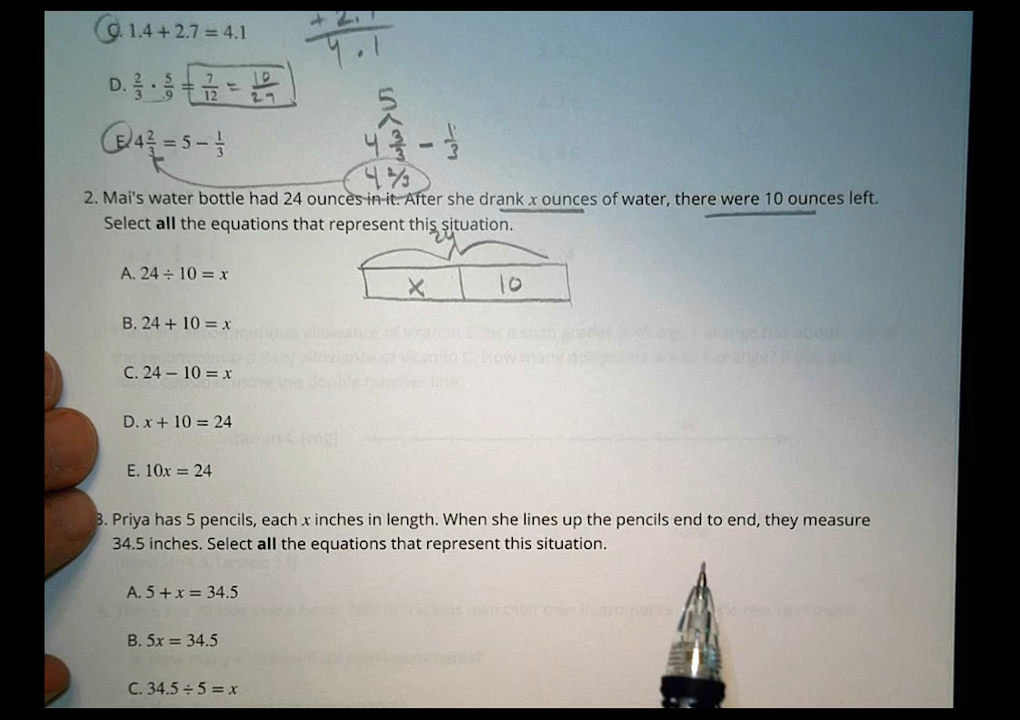 C. 1.4 + 2.7 = 4.1
+ 2.7
4.1
D. 2/3 · 5/9 = 7/12 = 10/27
5
E. 4 2/3 = 5 − 1/3
4 3/3 − 1/3
4 2/3
2. Mai's water bottle had 24 ounces in it. After she drank x ounces of water, there were 10 ounces left.
Select all the equations that represent this situation.
24
x 10
A. 24 ÷ 10 = x
B. 24 + 10 = x
C. 24 − 10 = x
D. x + 10 = 24
E. 10x = 24
3. Priya has 5 pencils, each x inches in length. When she lines up the pencils end to end, they measure
34.5 inches. Select all the equations that represent this situation.
A. 5 + x = 34.5
B. 5x = 34.5
C. 34.5 ÷ 5 = x